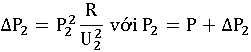 ΔP₂ = P₂² R/U₂² với P₂ = P + ΔP₂